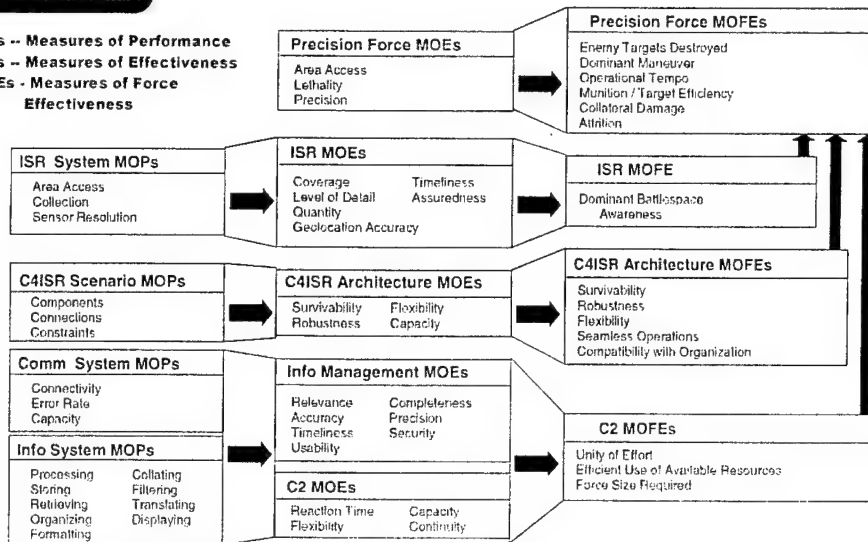 s -- Measures of Performance
s -- Measures of Effectiveness
Es - Measures of Force
Effectiveness
Precision Force MOEs
Area Access
Lethality
Precision
Precision Force MOFEs
Enemy Targets Destroyed
Dominant Maneuver
Operational Tempo
Munition / Target Efficiency
Collateral Damage
Attrition
ISR System MOPs
Area Access
Collection
Sensor Resolution
ISR MOEs
Coverage Timeliness
Level of Detail Assuredness
Quantity
Geolocation Accuracy
ISR MOFE
Dominant Battlespace
Awareness
C4ISR Scenario MOPs
Components
Connections
Constraints
C4ISR Architecture MOEs
Survivability Flexibility
Robustness Capacity
C4ISR Architecture MOFEs
Survivability
Robustness
Flexibility
Seamless Operations
Compatibility with Organization
Comm System MOPs
Connectivity
Error Rate
Capacity
Info System MOPs
Processing Collating
Storing Filtering
Retrieving Translating
Organizing Displaying
Formatting
Info Management MOEs
Relevance Completeness
Accuracy Precision
Timeliness Security
Usability
C2 MOEs
Reaction Time Capacity
Flexibility Continuity
C2 MOFEs
Unity of Effort
Efficient Use of Available Resources
Force Size Required